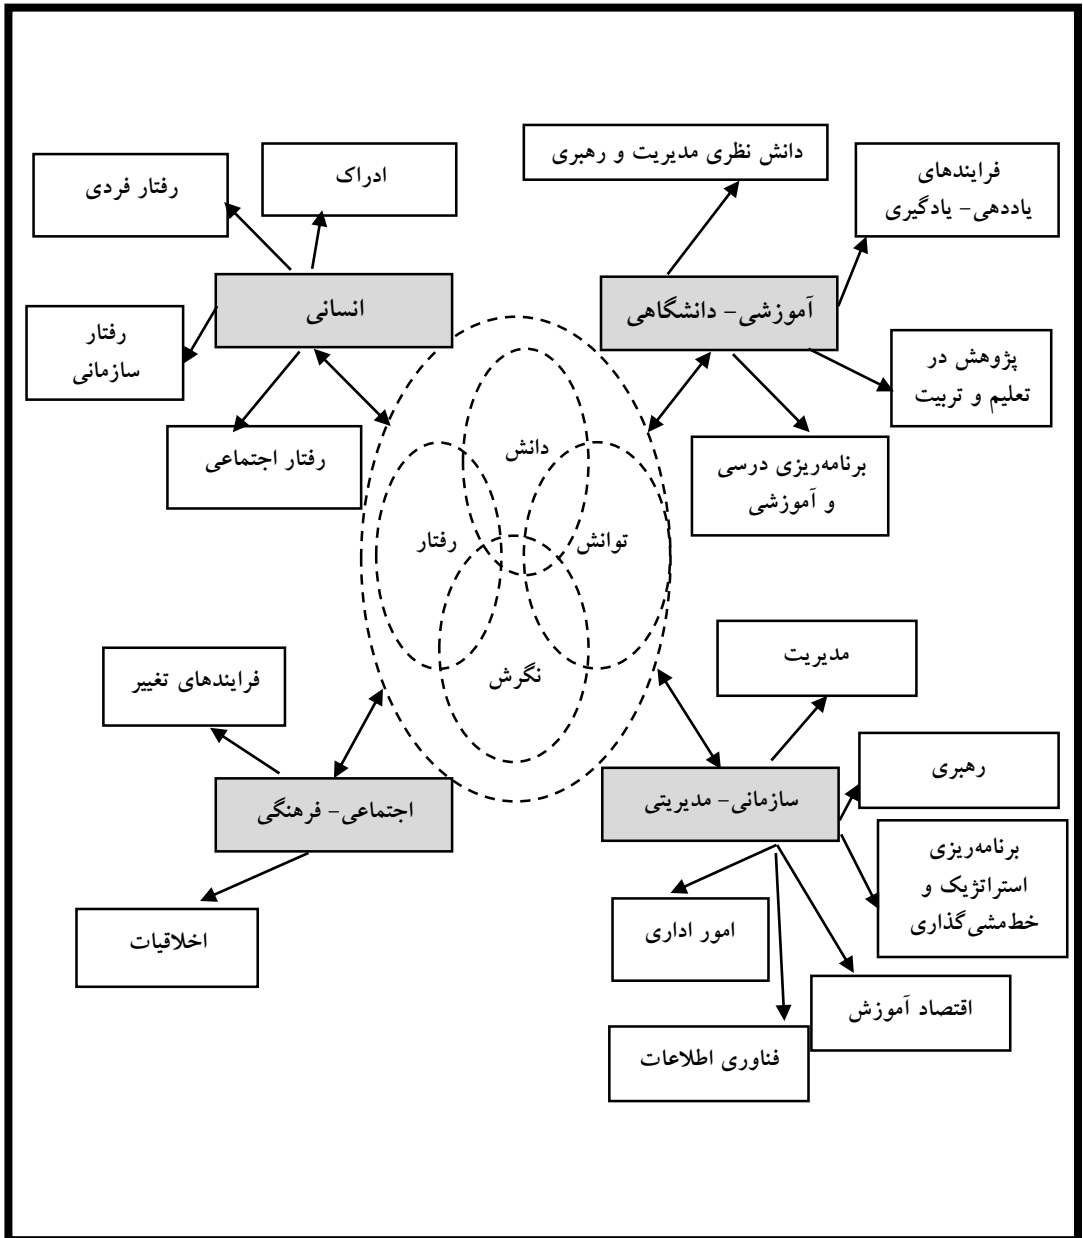 دانش نظری مدیریت و رهبری
فرایندهای
یاددهی- یادگیری
ادراک
رفتار فردی
آموزشی- دانشگاهی
انسانی
رفتار
سازمانی
پژوهش در
تعلیم و تربیت
برنامه‌ریزی درسی
و آموزشی
رفتار اجتماعی
دانش
توانش
رفتار
نگرش
مدیریت
فرایندهای تغییر
رهبری
سازمانی- مدیریتی
اجتماعی- فرهنگی
برنامه‌ریزی
استراتژیک و
خط‌مشی‌گذاری
امور اداری
اخلاقیات
اقتصاد آموزش
فناوری اطلاعات